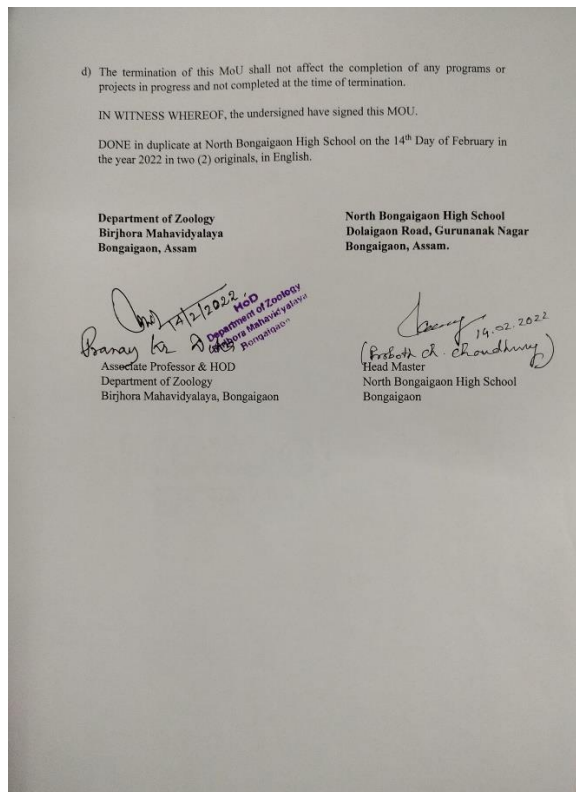 d) The termination of this MoU shall not affect the completion of any programs or
projects in progress and not completed at the time of termination.
IN WITNESS WHEREOF, the undersigned have signed this MOU.
DONE in duplicate at North Bongaigaon High School on the 14th Day of February in
the year 2022 in two (2) originals, in English.
Department of Zoology
Birjhora Mahavidyalaya
Bongaigaon, Assam
14/2/2022
HoD
Department of Zoology
Birjhora Mahavidyalaya
Bongaigaon
Pranay Kr
Associate Professor & HOD
Department of Zoology
Birjhora Mahavidyalaya, Bongaigaon
North Bongaigaon High School
Dolaigaon Road, Gurunanak Nagar
Bongaigaon, Assam.
14.02.2022
(Probodh ch. Choudhury)
Head Master
North Bongaigaon High School
Bongaigaon